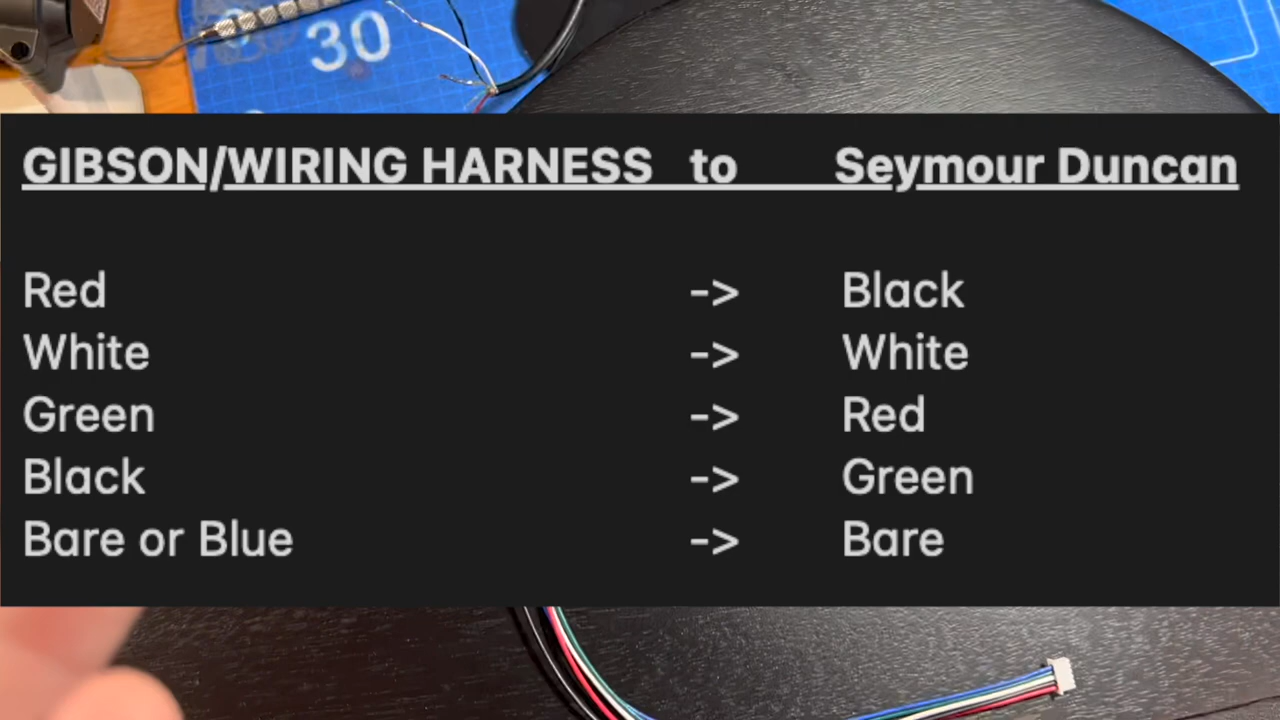 30
GIBSON/WIRING HARNESS to Seymour Duncan
Red -> Black
White -> White
Green -> Red
Black -> Green
Bare or Blue -> Bare